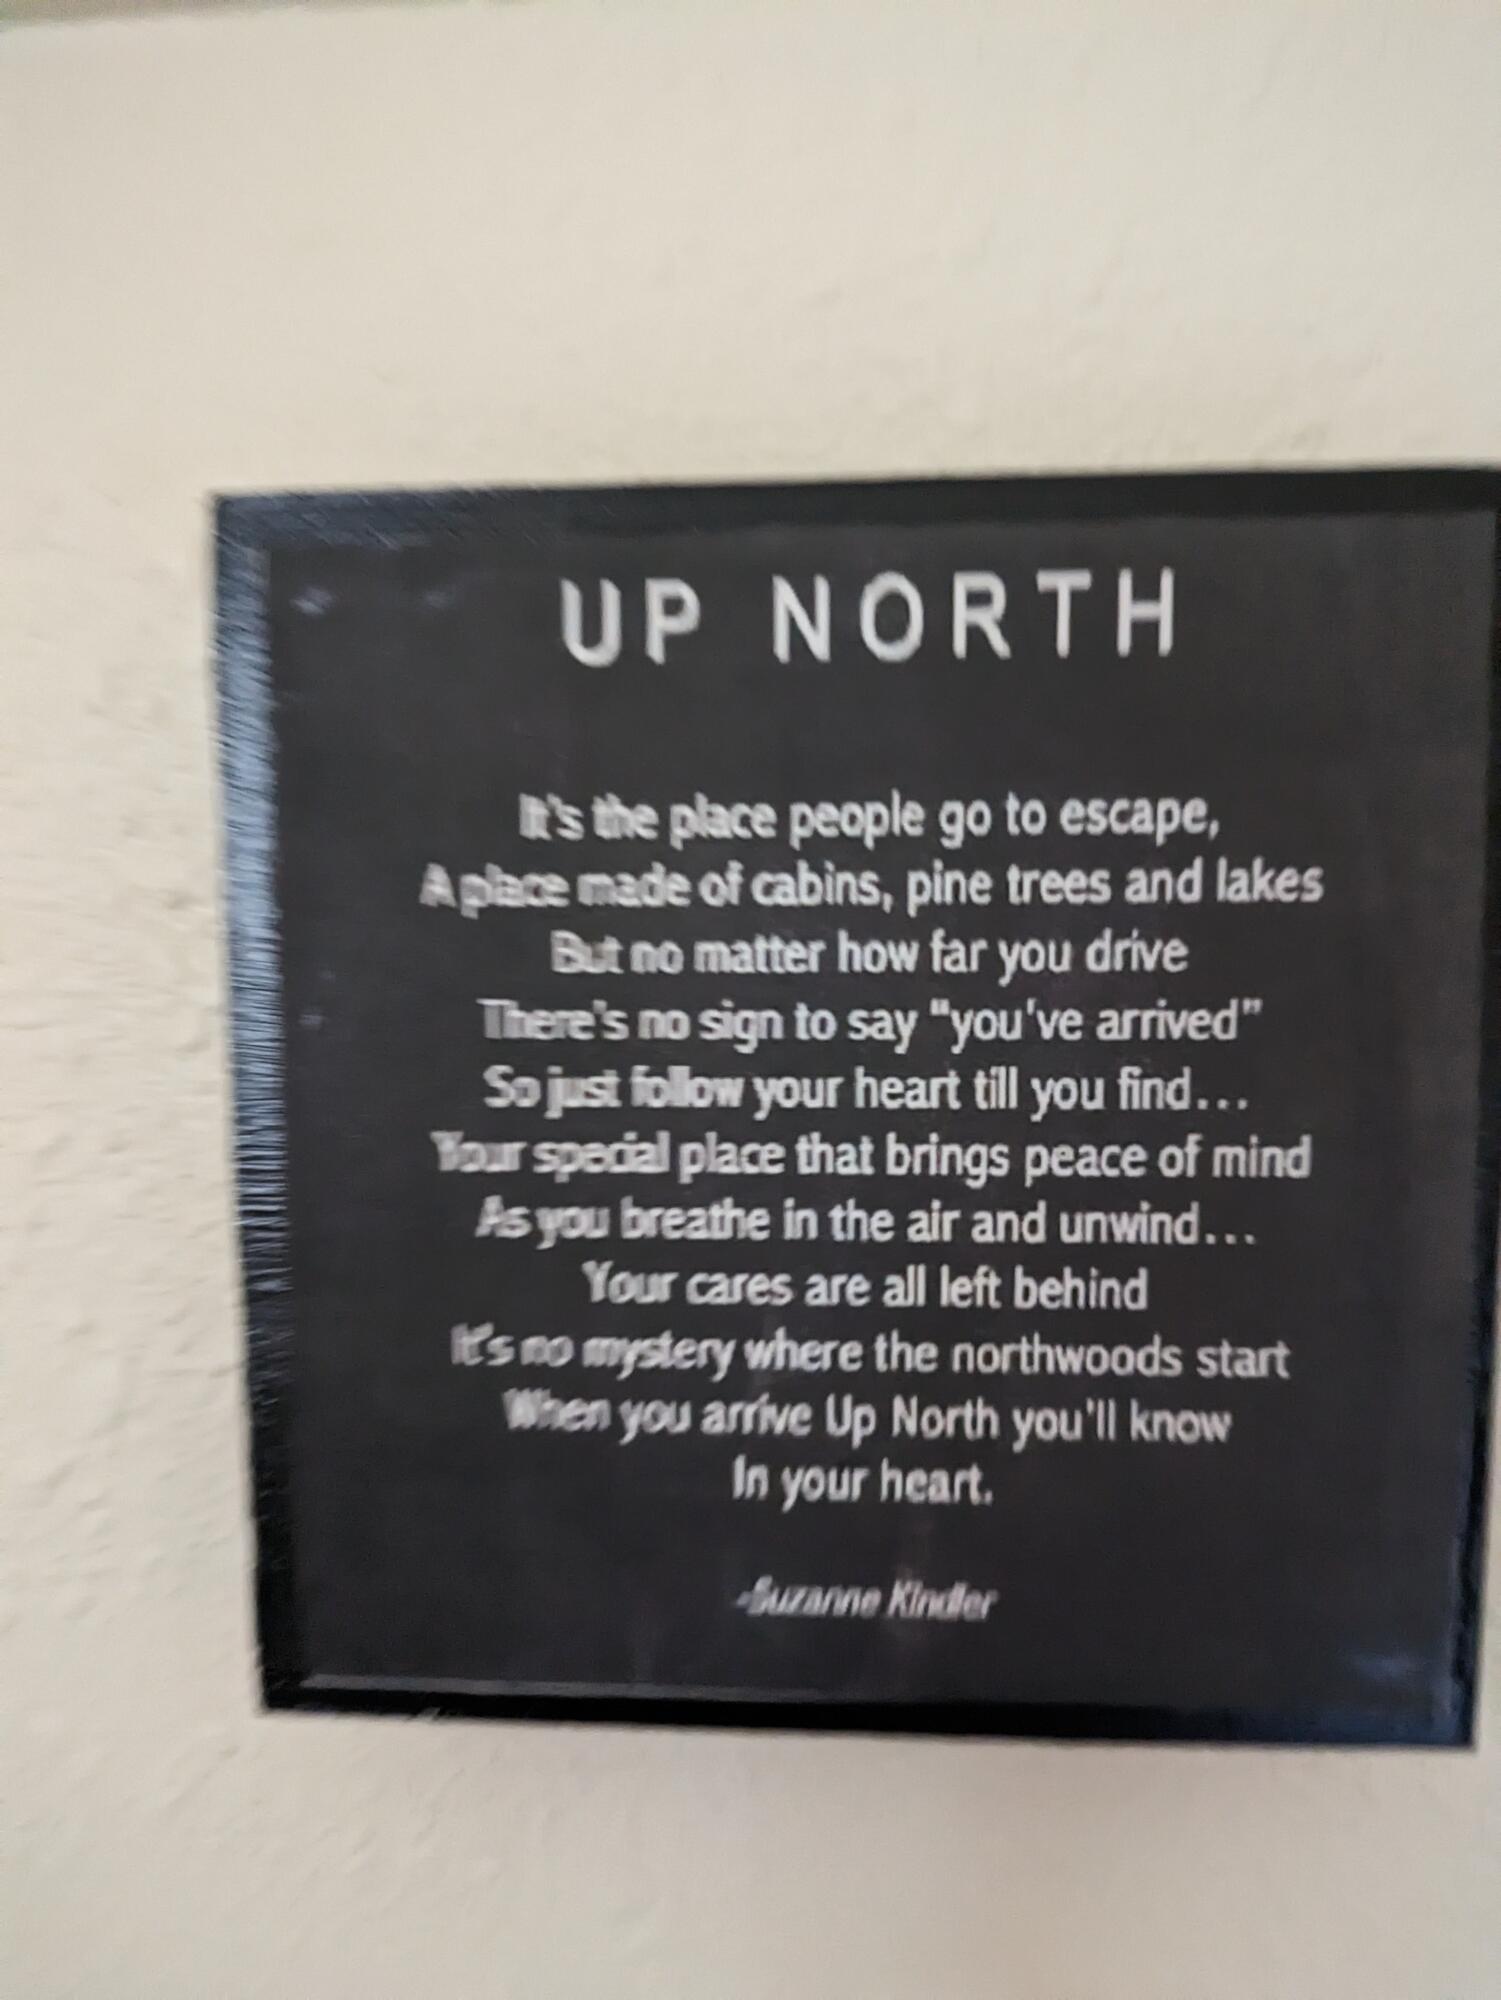 UP NORTH
It's the place people go to escape,
A place made of cabins, pine trees and lakes
But no matter how far you drive
There's no sign to say "you've arrived”
So just follow your heart till you find...
Your special place that brings peace of mind
As you breathe in the air and unwind...
Your cares are all left behind
It's no mystery where the northwoods start
When you arrive Up North you'll know
In your heart.
-Suzanne Kindler